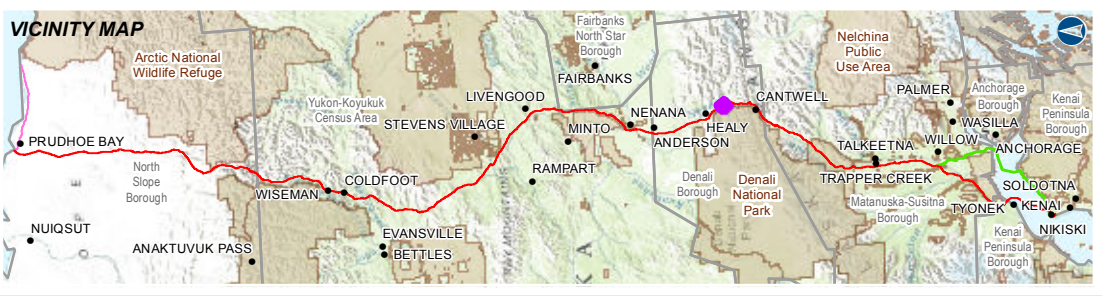 VICINITY MAP
Arctic National
Wildlife Refuge
Fairbanks
North Star
Borough
FAIRBANKS
Nelchina
Public
Use Area
PALMER
Anchorage
Borough
Kenai
Peninsula
Borough
WASILLA
LIVENGOOD
Yukon-Koyukuk
Census Area
STEVENS VILLAGE
NENANA
CANTWELL
MINTO
HEALY
ANDERSON
WILLOW
ANCHORAGE
TALKEETNA
TRAPPER CREEK
PRUDHOE BAY
North
Slope
Borough
WISEMAN
COLDFOOT
RAMPART
Denali
Borough
Denali
National
Park
Matanuska-Susitna
Borough
SOLDOTNA
TYONEK
KENAI
NIKISKI
NUIQSUT
ANAKTUVUK PASS
EVANSVILLE
BETTLES
Kenai
Peninsula
Borough